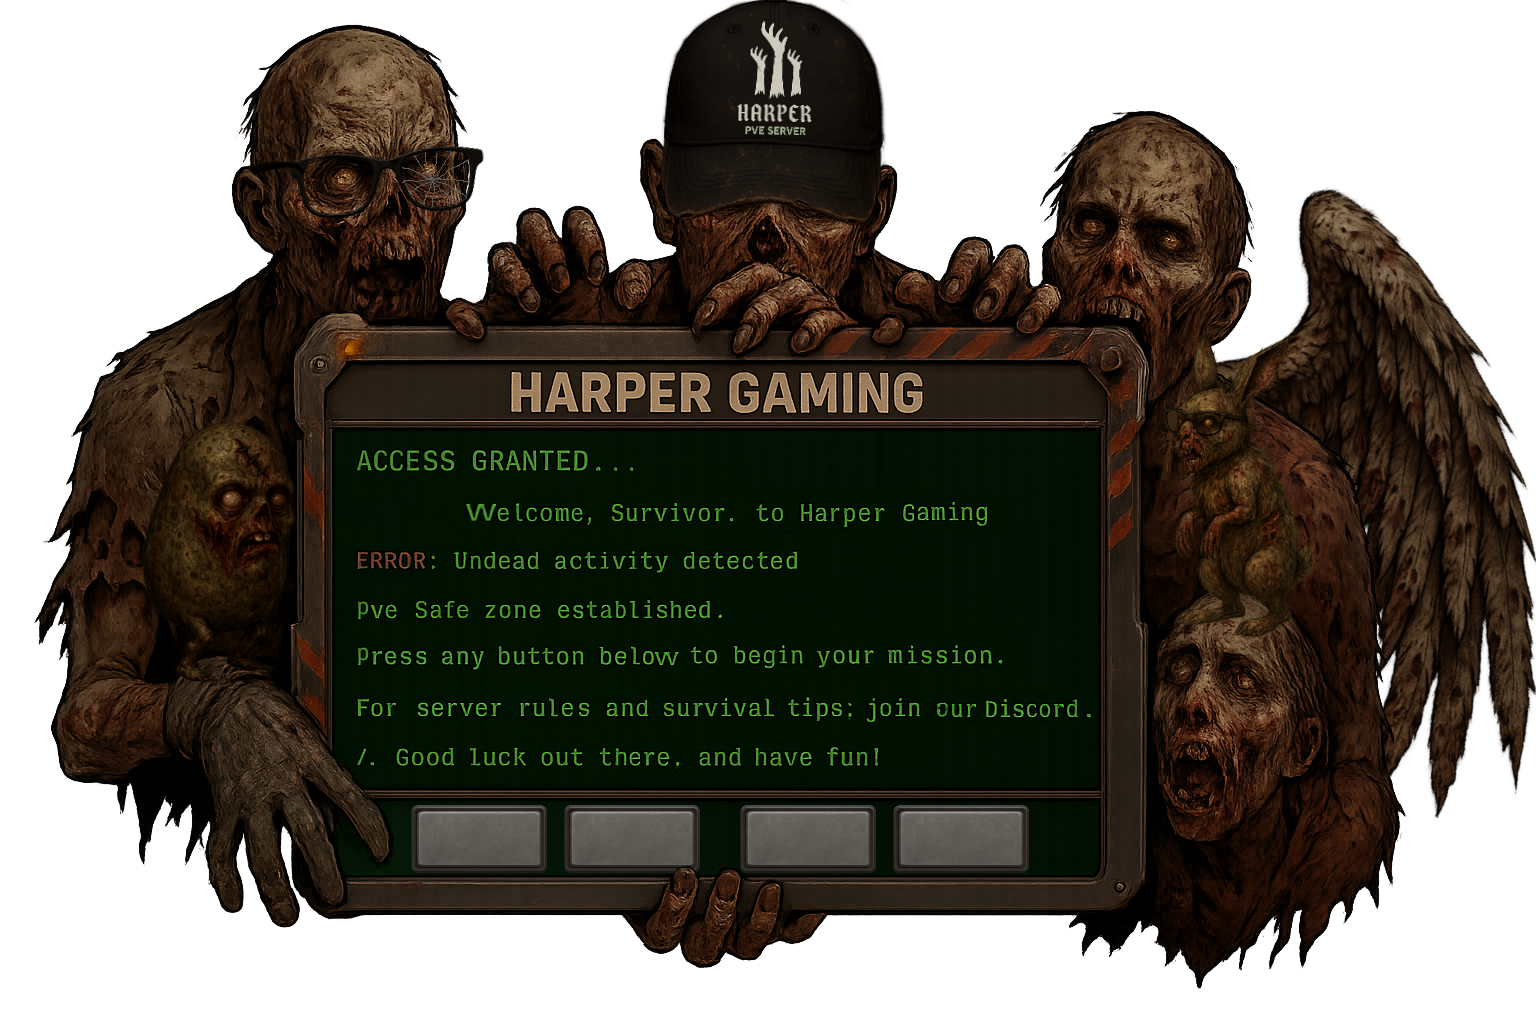 HARPER
PVE SERVER
HARPER GAMING
ACCESS GRANTED...
Welcome, Survivor. to Harper Gaming
ERROR: Undead activity detected
Pve Safe zone established.
Press any button below to begin your mission.
For server rules and survival tips; join our Discord.
/. Good luck out there, and have fun!